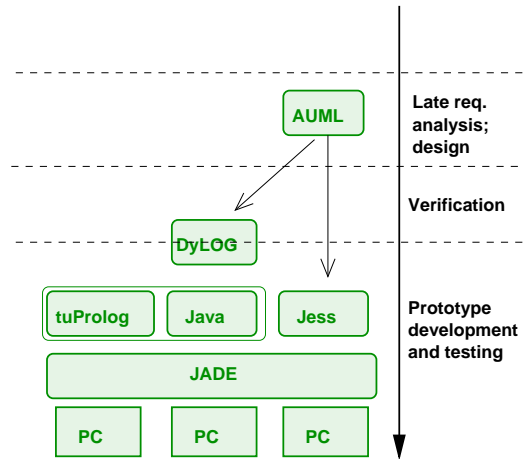 AUML
Late req.
analysis;
design
Verification
DyLOG
tuProlog
Java
Jess
Prototype
development
and testing
JADE
PC
PC
PC